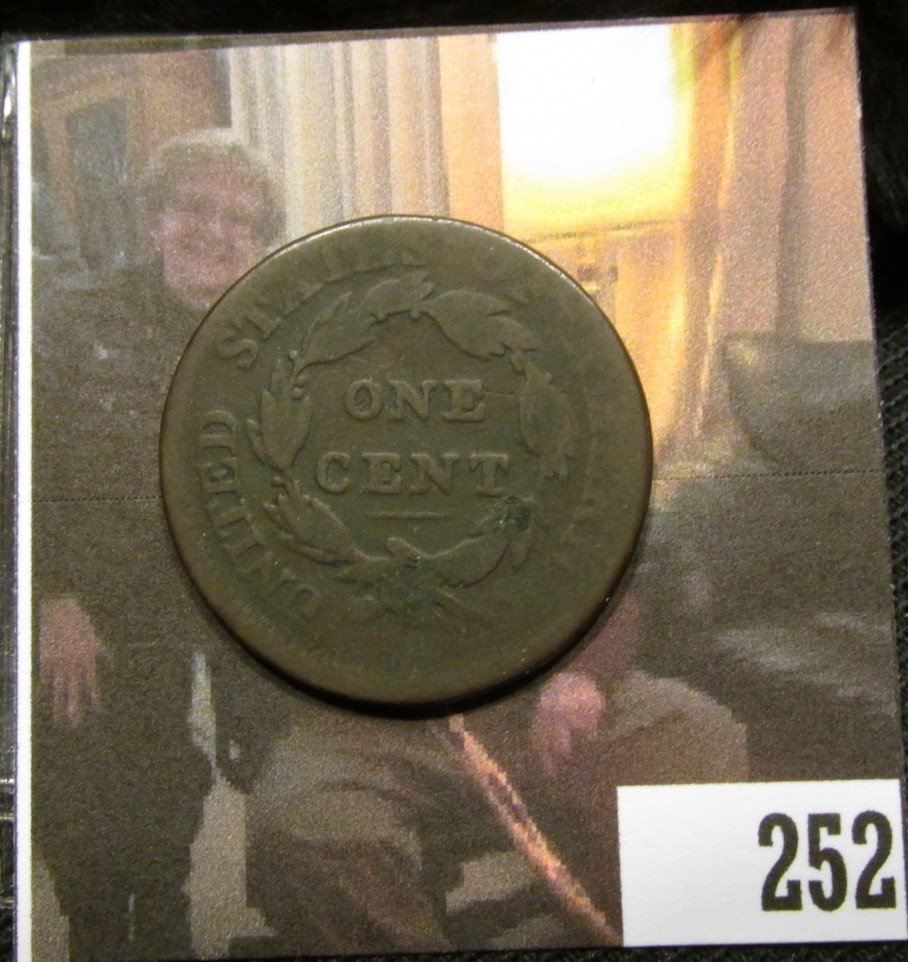 UNITED STATES
ONE
CENT
252